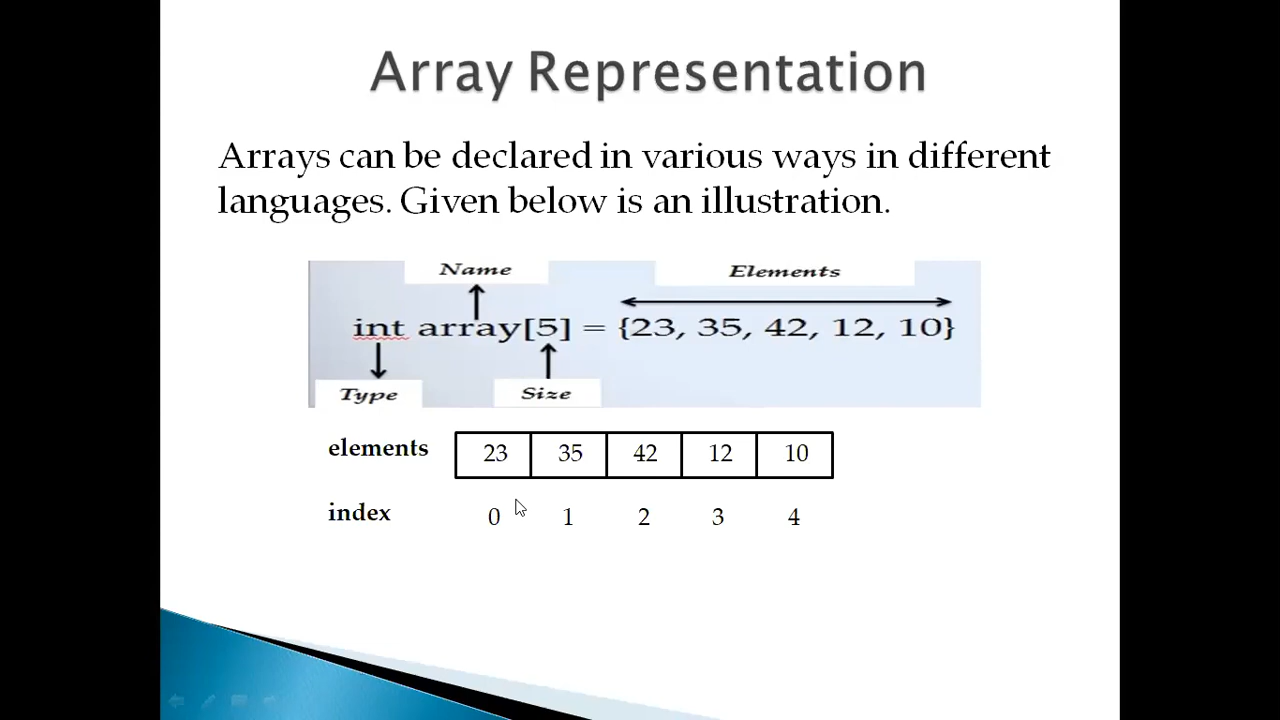 Array Representation
Arrays can be declared in various ways in different
languages. Given below is an illustration.
Name Elements
int array[5] = {23, 35, 42, 12, 10}
Type Size
elements 23 35 42 12 10
index 0 1 2 3 4